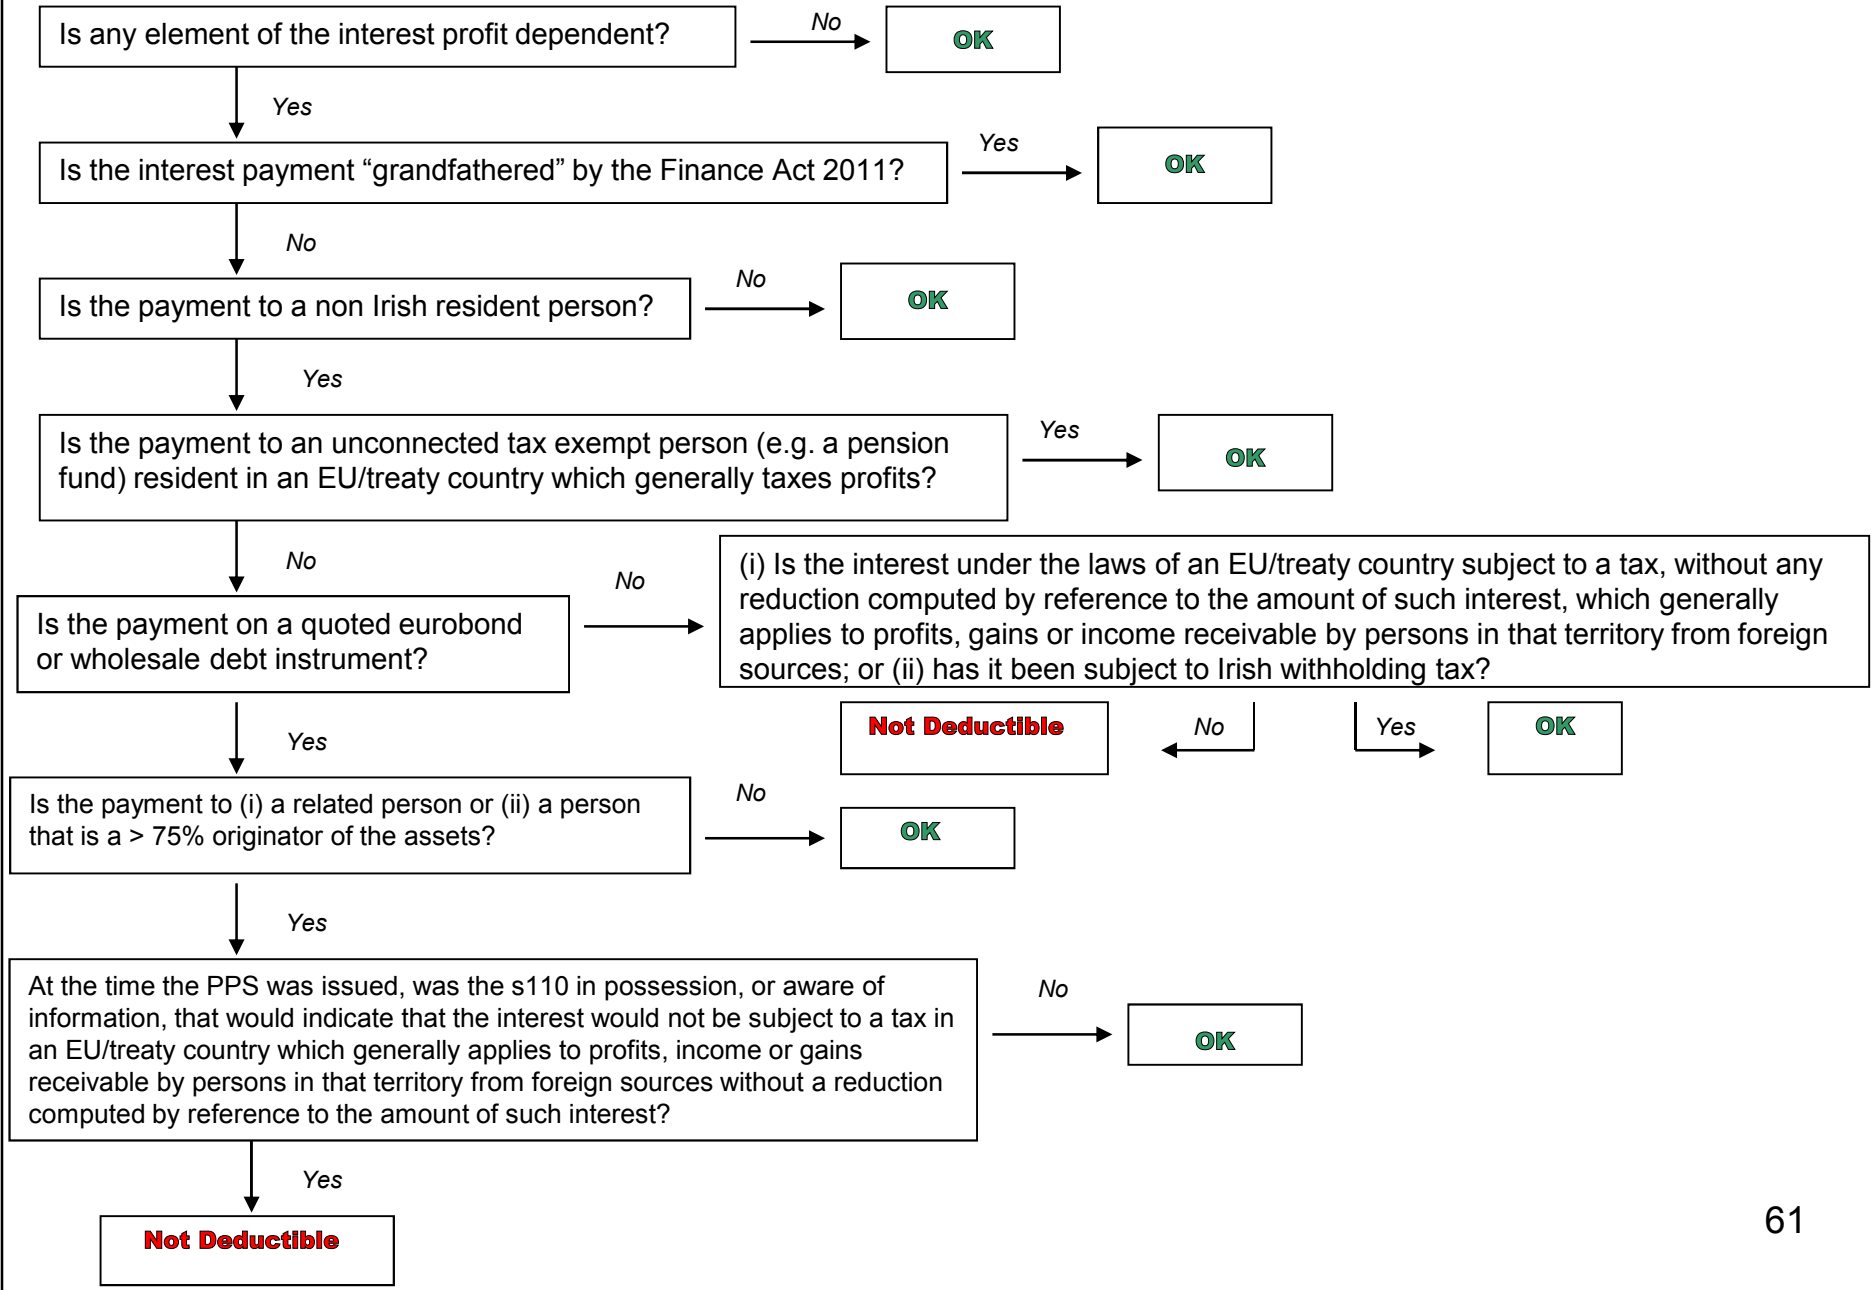 Is any element of the interest profit dependent?
No
OK
Yes
Is the interest payment “grandfathered” by the Finance Act 2011?
Yes
OK
No
Is the payment to a non Irish resident person?
No
OK
Yes
Is the payment to an unconnected tax exempt person (e.g. a pension
fund) resident in an EU/treaty country which generally taxes profits?
Yes
OK
No
Is the payment on a quoted eurobond
or wholesale debt instrument?
No
(i) Is the interest under the laws of an EU/treaty country subject to a tax, without any
reduction computed by reference to the amount of such interest, which generally
applies to profits, gains or income receivable by persons in that territory from foreign
sources; or (ii) has it been subject to Irish withholding tax?
Not Deductible
No
Yes
OK
Yes
Is the payment to (i) a related person or (ii) a person
that is a > 75% originator of the assets?
No
OK
Yes
At the time the PPS was issued, was the s110 in possession, or aware of
information, that would indicate that the interest would not be subject to a tax in
an EU/treaty country which generally applies to profits, income or gains
receivable by persons in that territory from foreign sources without a reduction
computed by reference to the amount of such interest?
No
OK
Yes
Not Deductible
61